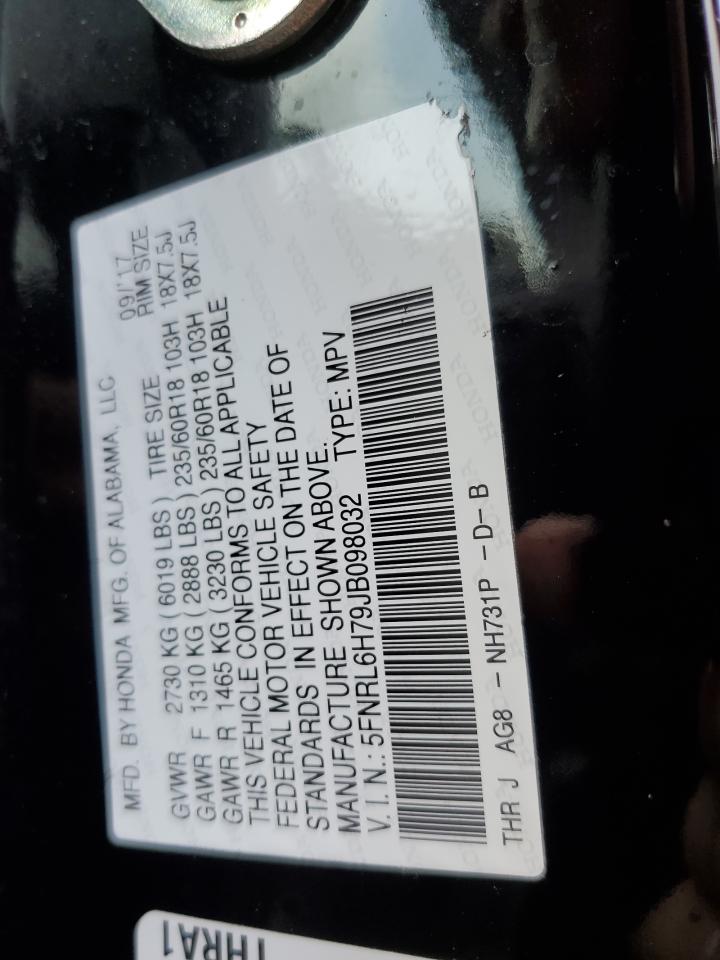 MFD. BY HONDA MFG. OF ALABAMA, LLC 09/'17
TIRE SIZE RIM SIZE
GVWR 2730 KG ( 6019 LBS )
GAWR F 1310 KG ( 2888 LBS ) 235/60R18 103H 18X7.5J
GAWR R 1465 KG ( 3230 LBS ) 235/60R18 103H 18X7.5J
THIS VEHICLE CONFORMS TO ALL APPLICABLE
FEDERAL MOTOR VEHICLE SAFETY
STANDARDS IN EFFECT ON THE DATE OF
MANUFACTURE SHOWN ABOVE.
V.I.N.: 5FNRL6H79JB098032 TYPE: MPV
THR J AG8 – NH731P – D – B
THRA1